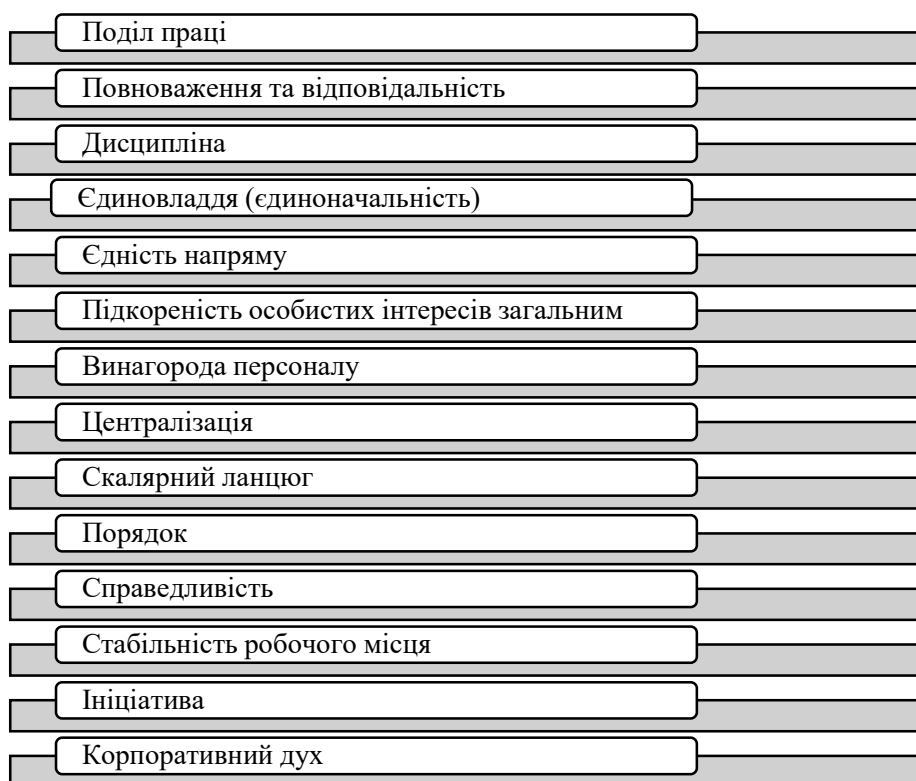 Поділ праці
Повноваження та відповідальність
Дисципліна
Єдиновладдя (єдиноначальність)
Єдність напряму
Підкореність особистих інтересів загальним
Винагорода персоналу
Централізація
Скалярний ланцюг
Порядок
Справедливість
Стабільність робочого місця
Ініціатива
Корпоративний дух